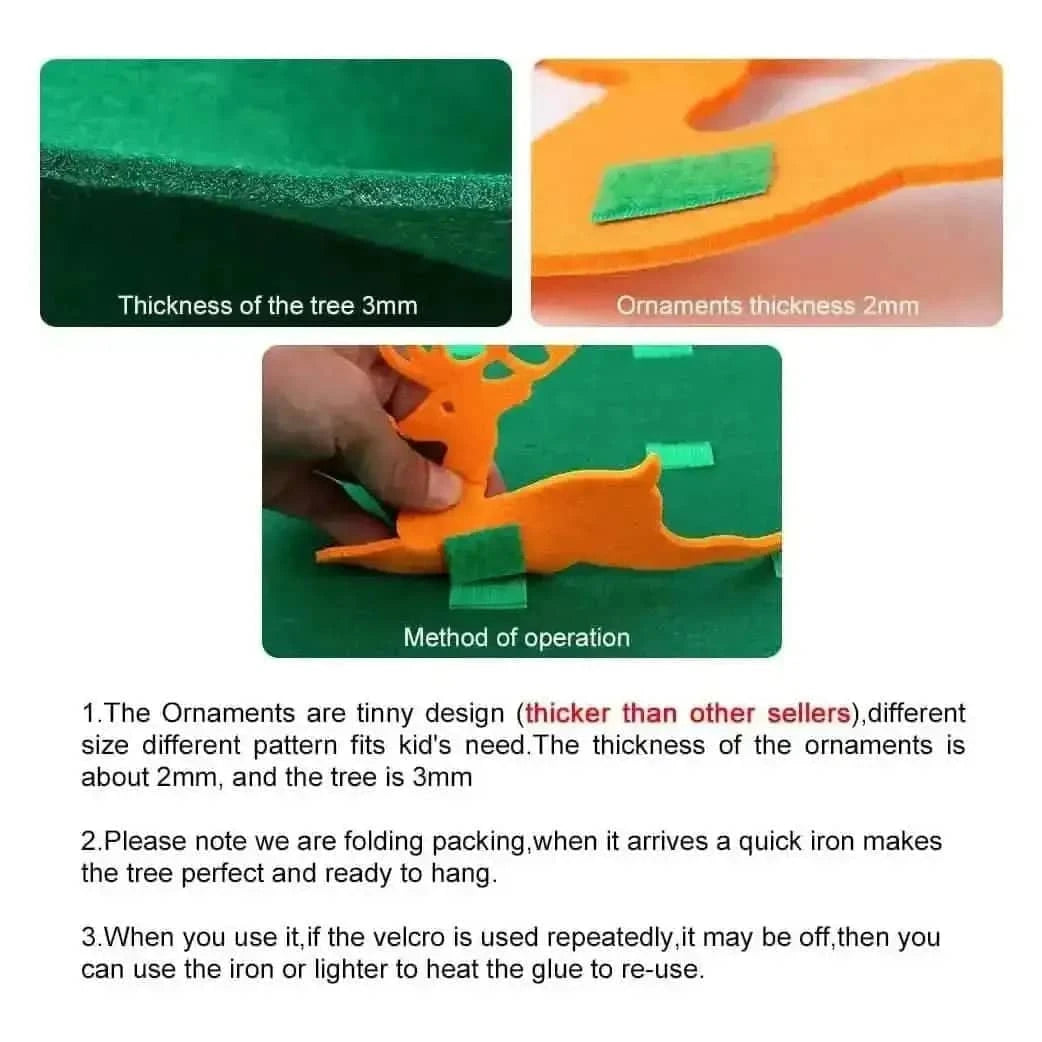 Thickness of the tree 3mm
Ornaments thickness 2mm
Method of operation
1.The Ornaments are tinny design (thicker than other sellers),different
size different pattern fits kid's need.The thickness of the ornaments is
about 2mm, and the tree is 3mm
2.Please note we are folding packing,when it arrives a quick iron makes
the tree perfect and ready to hang.
3.When you use it,if the velcro is used repeatedly,it may be off,then you
can use the iron or lighter to heat the glue to re-use.